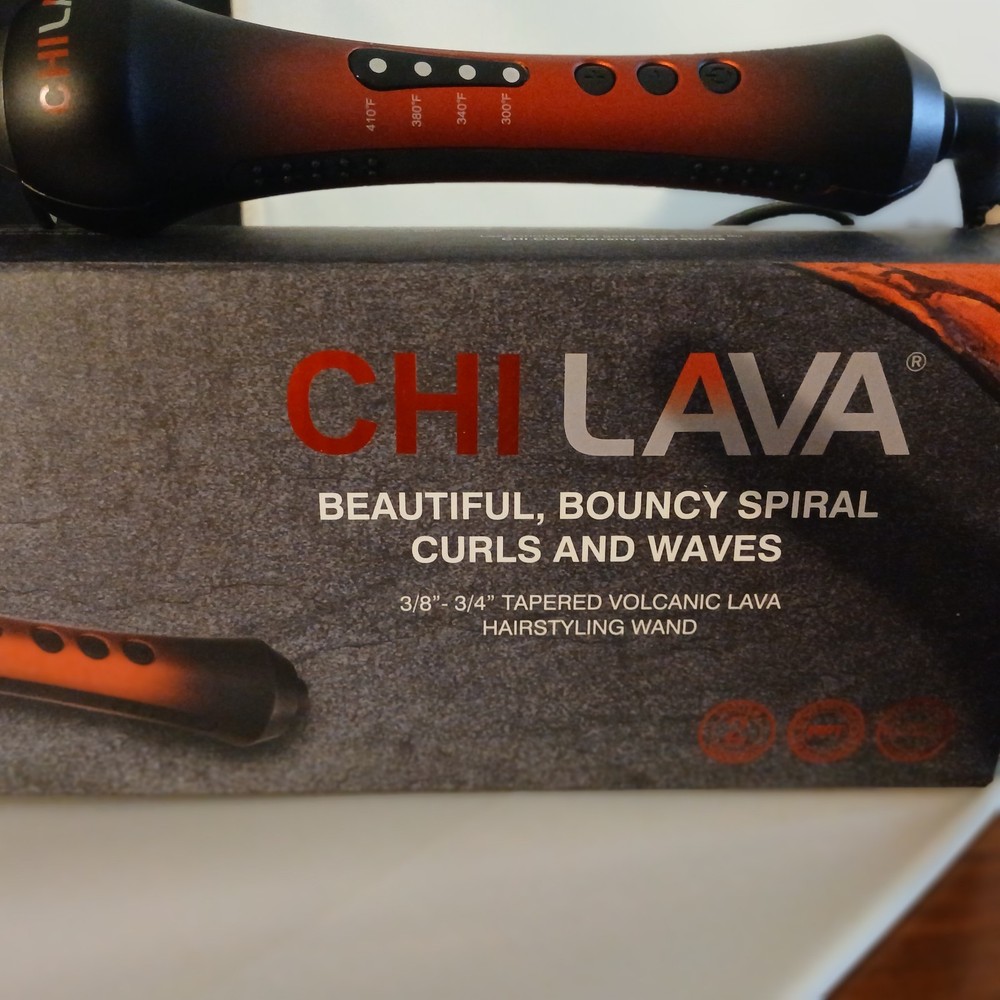 CHI LA
410°F
380°F
340°F
300°F
CHI LAVA®
BEAUTIFUL, BOUNCY SPIRAL
CURLS AND WAVES
3/8”- 3/4” TAPERED VOLCANIC LAVA
HAIRSTYLING WAND